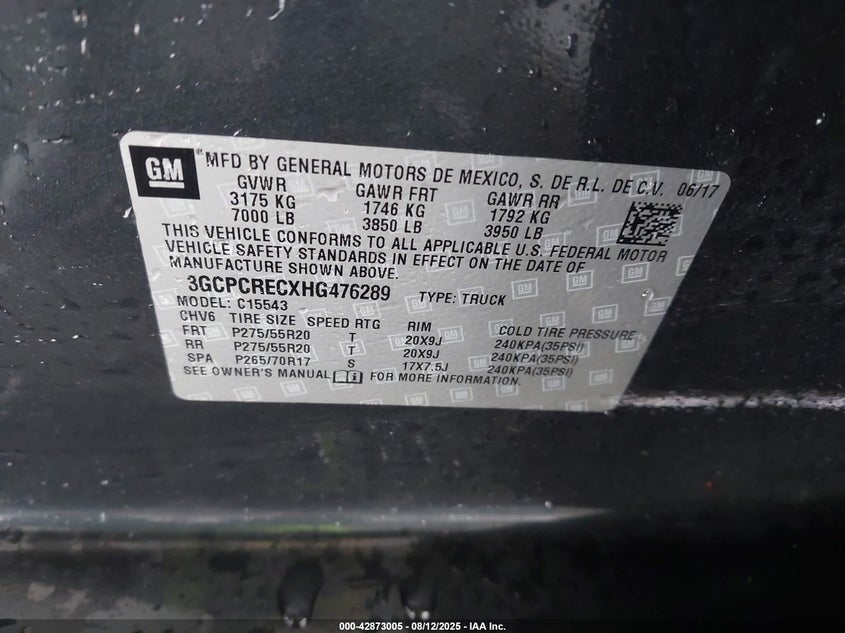 GM ® MFD BY GENERAL MOTORS DE MEXICO, S. DE R.L. DE C.V. 06/17
GVWR GAWR FRT GAWR RR
3175 KG 1746 KG 1792 KG
7000 LB 3850 LB 3950 LB
THIS VEHICLE CONFORMS TO ALL APPLICABLE U.S. FEDERAL MOTOR
VEHICLE SAFETY STANDARDS IN EFFECT ON THE DATE OF
MANUFACTURE SHOWN ABOVE.
3GCPCRECXHG476289 TYPE: TRUCK
MODEL: C15543
CHV6 TIRE SIZE SPEED RTG RIM COLD TIRE PRESSURE
FRT P275/55R20 T 20X9J 240KPA(35PSI)
RR P275/55R20 T 20X9J 240KPA(35PSI)
SPA P265/70R17 S 17X7.5J 240KPA(35PSI)
SEE OWNER'S MANUAL FOR MORE INFORMATION.
000-42873005 - 08/12/2025 - IAA Inc.